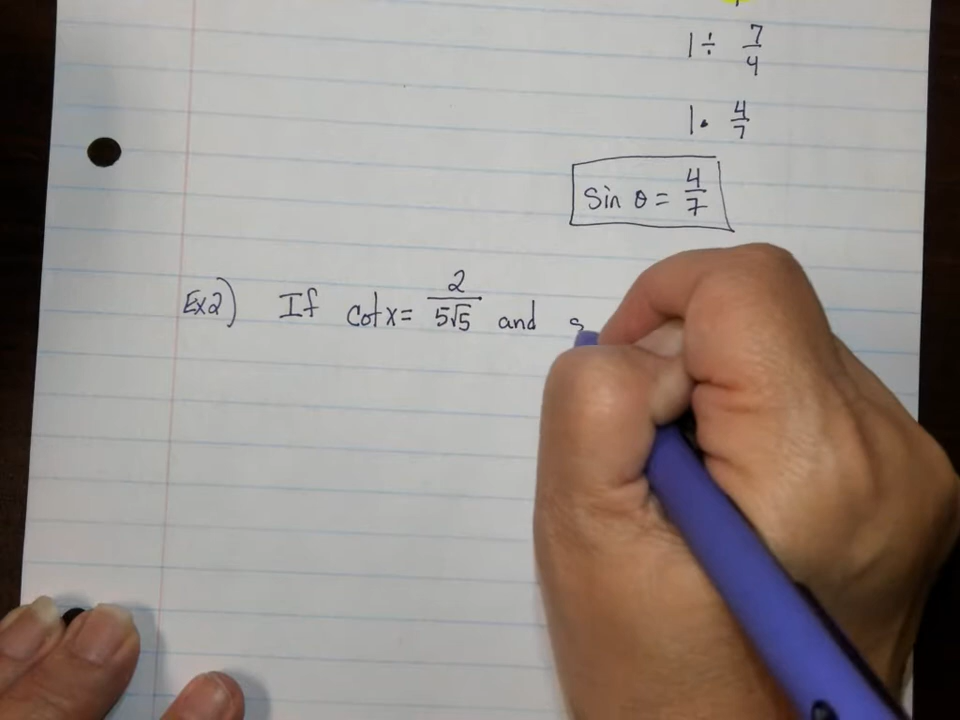 1 ÷ 7/4
1 • 4/7
Sin θ = 4/7
Ex2) If cot x = 2/5√5 and s